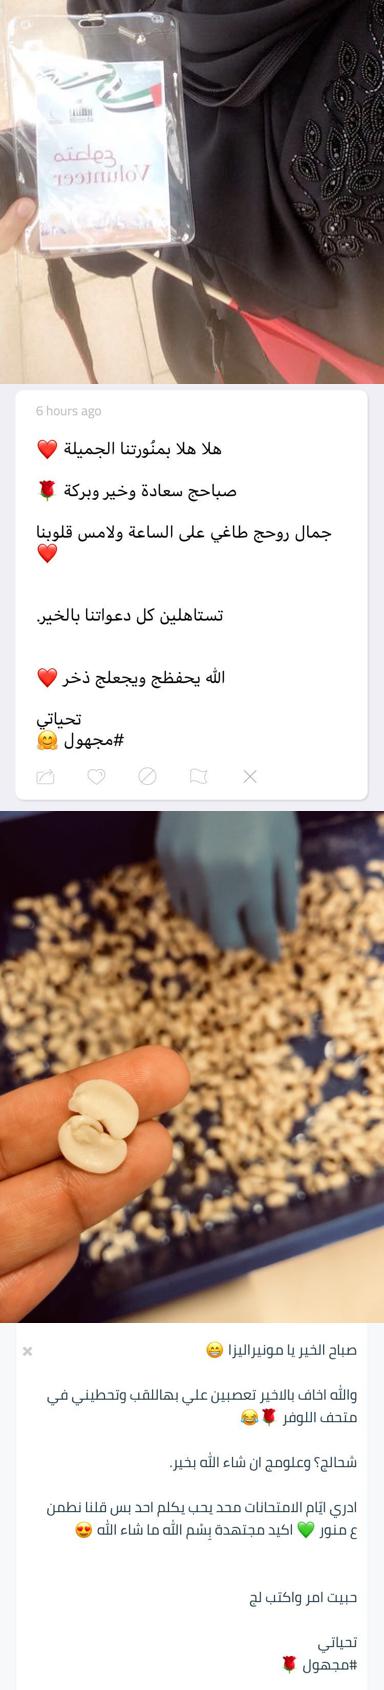 متطوع
Volunteer
6 hours ago
هلا هلا بمنُورتنا الجميلة ❤️
صباحج سعادة وخير وبركة 🌹
جمال روحج طاغي على الساعة ولامس قلوبنا
❤️
تستاهلين كل دعواتنا بالخير.
الله يحفظج ويجعلج ذخر ❤️
تحياتي
#مجهول 🤗
صباح الخير يا مونيراليزا 😁
والله اخاف بالاخير تعصبين علي بهاللقب وتحطيني في
متحف اللوفر 🌹😂
شحالج؟ وعلومج ان شاء الله بخير.
ادري ايّام الامتحانات محد يحب يكلم احد بس قلنا نطمن
ع منور 💚 اكيد مجتهدة بِسْم الله ما شاء الله 😍
حبيت امر واكتب لج
تحياتي
#مجهول 🌹